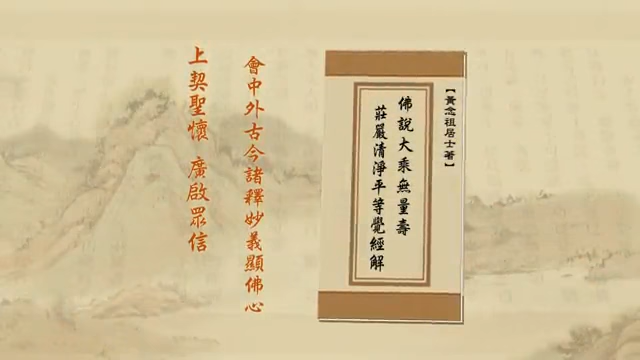 【黃念祖居士著】
佛說大乘無量壽
莊嚴清淨平等覺經解
會中外古今諸釋妙義顯佛心
上契聖懷 廣啟眾信